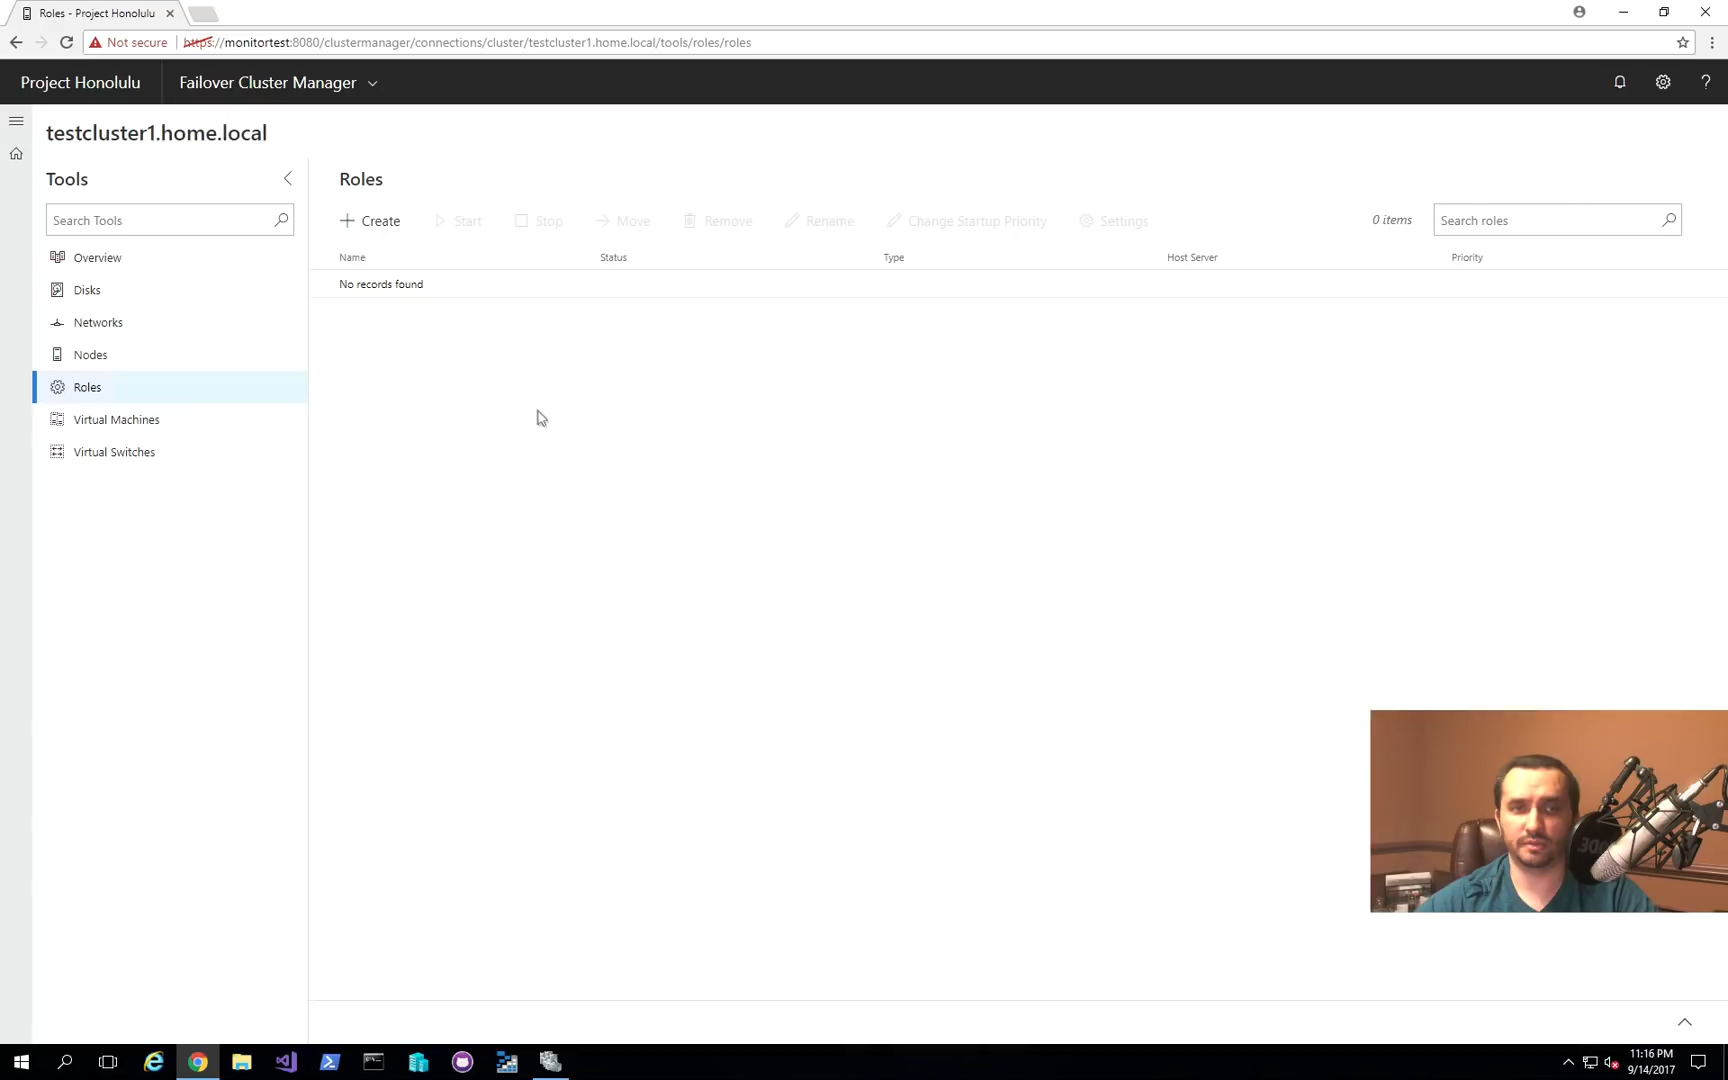 Roles - Project Honolulu
Not secure
https://monitortest:8080/clustermanager/connections/cluster/testcluster1.home.local/tools/roles/roles
Project Honolulu
Failover Cluster Manager
?
testcluster1.home.local
Tools
Search Tools
Overview
Disks
Networks
Nodes
Roles
Virtual Machines
Virtual Switches
Roles
Create
Start
Stop
Move
Remove
Rename
Change Startup Priority
Settings
0 items
Search roles
Name Status Type Host Server Priority
No records found
11:16 PM
9/14/2017